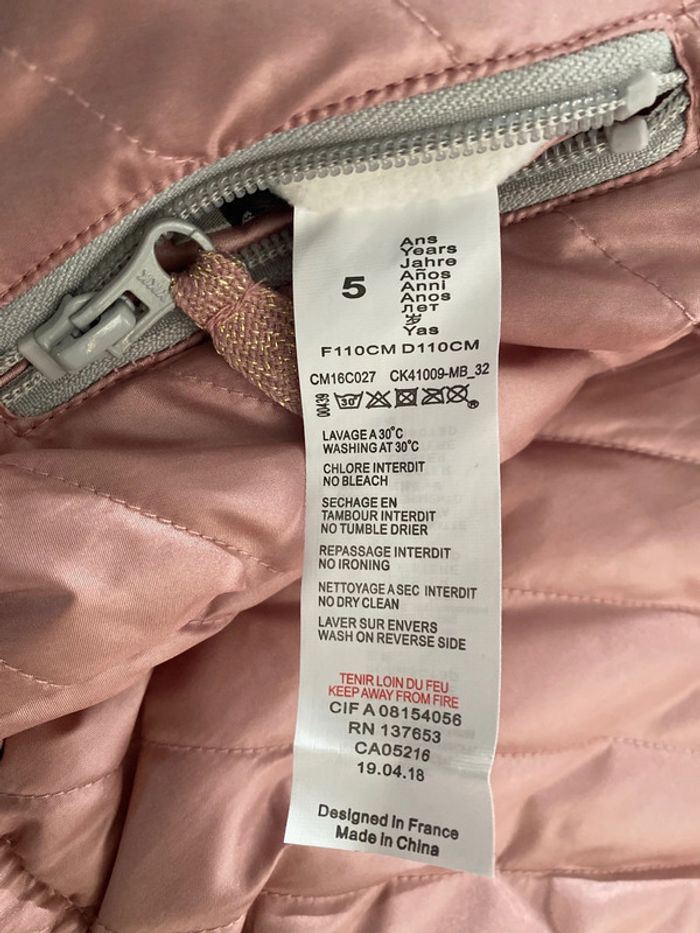 5
Ans
Years
Jahre
Años
Anni
Anos
лет
岁
Yas
F110CM D110CM
CM16C027 CK41009-MB_32
00439
30°
LAVAGE A 30°C
WASHING AT 30°C
CHLORE INTERDIT
NO BLEACH
SECHAGE EN
TAMBOUR INTERDIT
NO TUMBLE DRIER
REPASSAGE INTERDIT
NO IRONING
NETTOYAGE A SEC INTERDIT
NO DRY CLEAN
LAVER SUR ENVERS
WASH ON REVERSE SIDE
TENIR LOIN DU FEU
KEEP AWAY FROM FIRE
CIF A 08154056
RN 137653
CA05216
19.04.18
Designed in France
Made in China